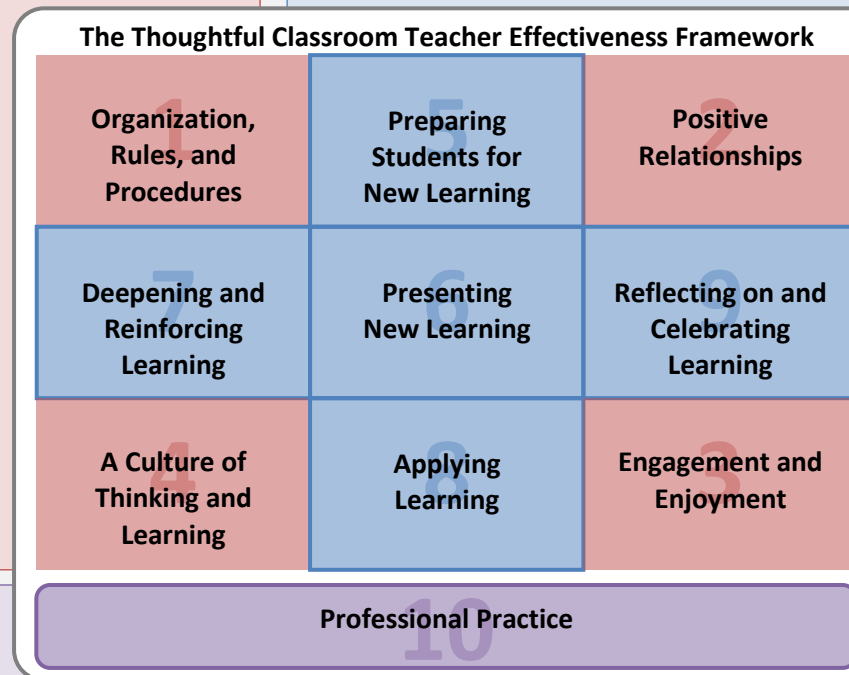 The Thoughtful Classroom Teacher Effectiveness Framework
1
Organization,
Rules, and
Procedures
5
Preparing
Students for
New Learning
2
Positive
Relationships
7
Deepening and
Reinforcing
Learning
6
Presenting
New Learning
9
Reflecting on and
Celebrating
Learning
4
A Culture of
Thinking and
Learning
8
Applying
Learning
3
Engagement and
Enjoyment
10
Professional Practice